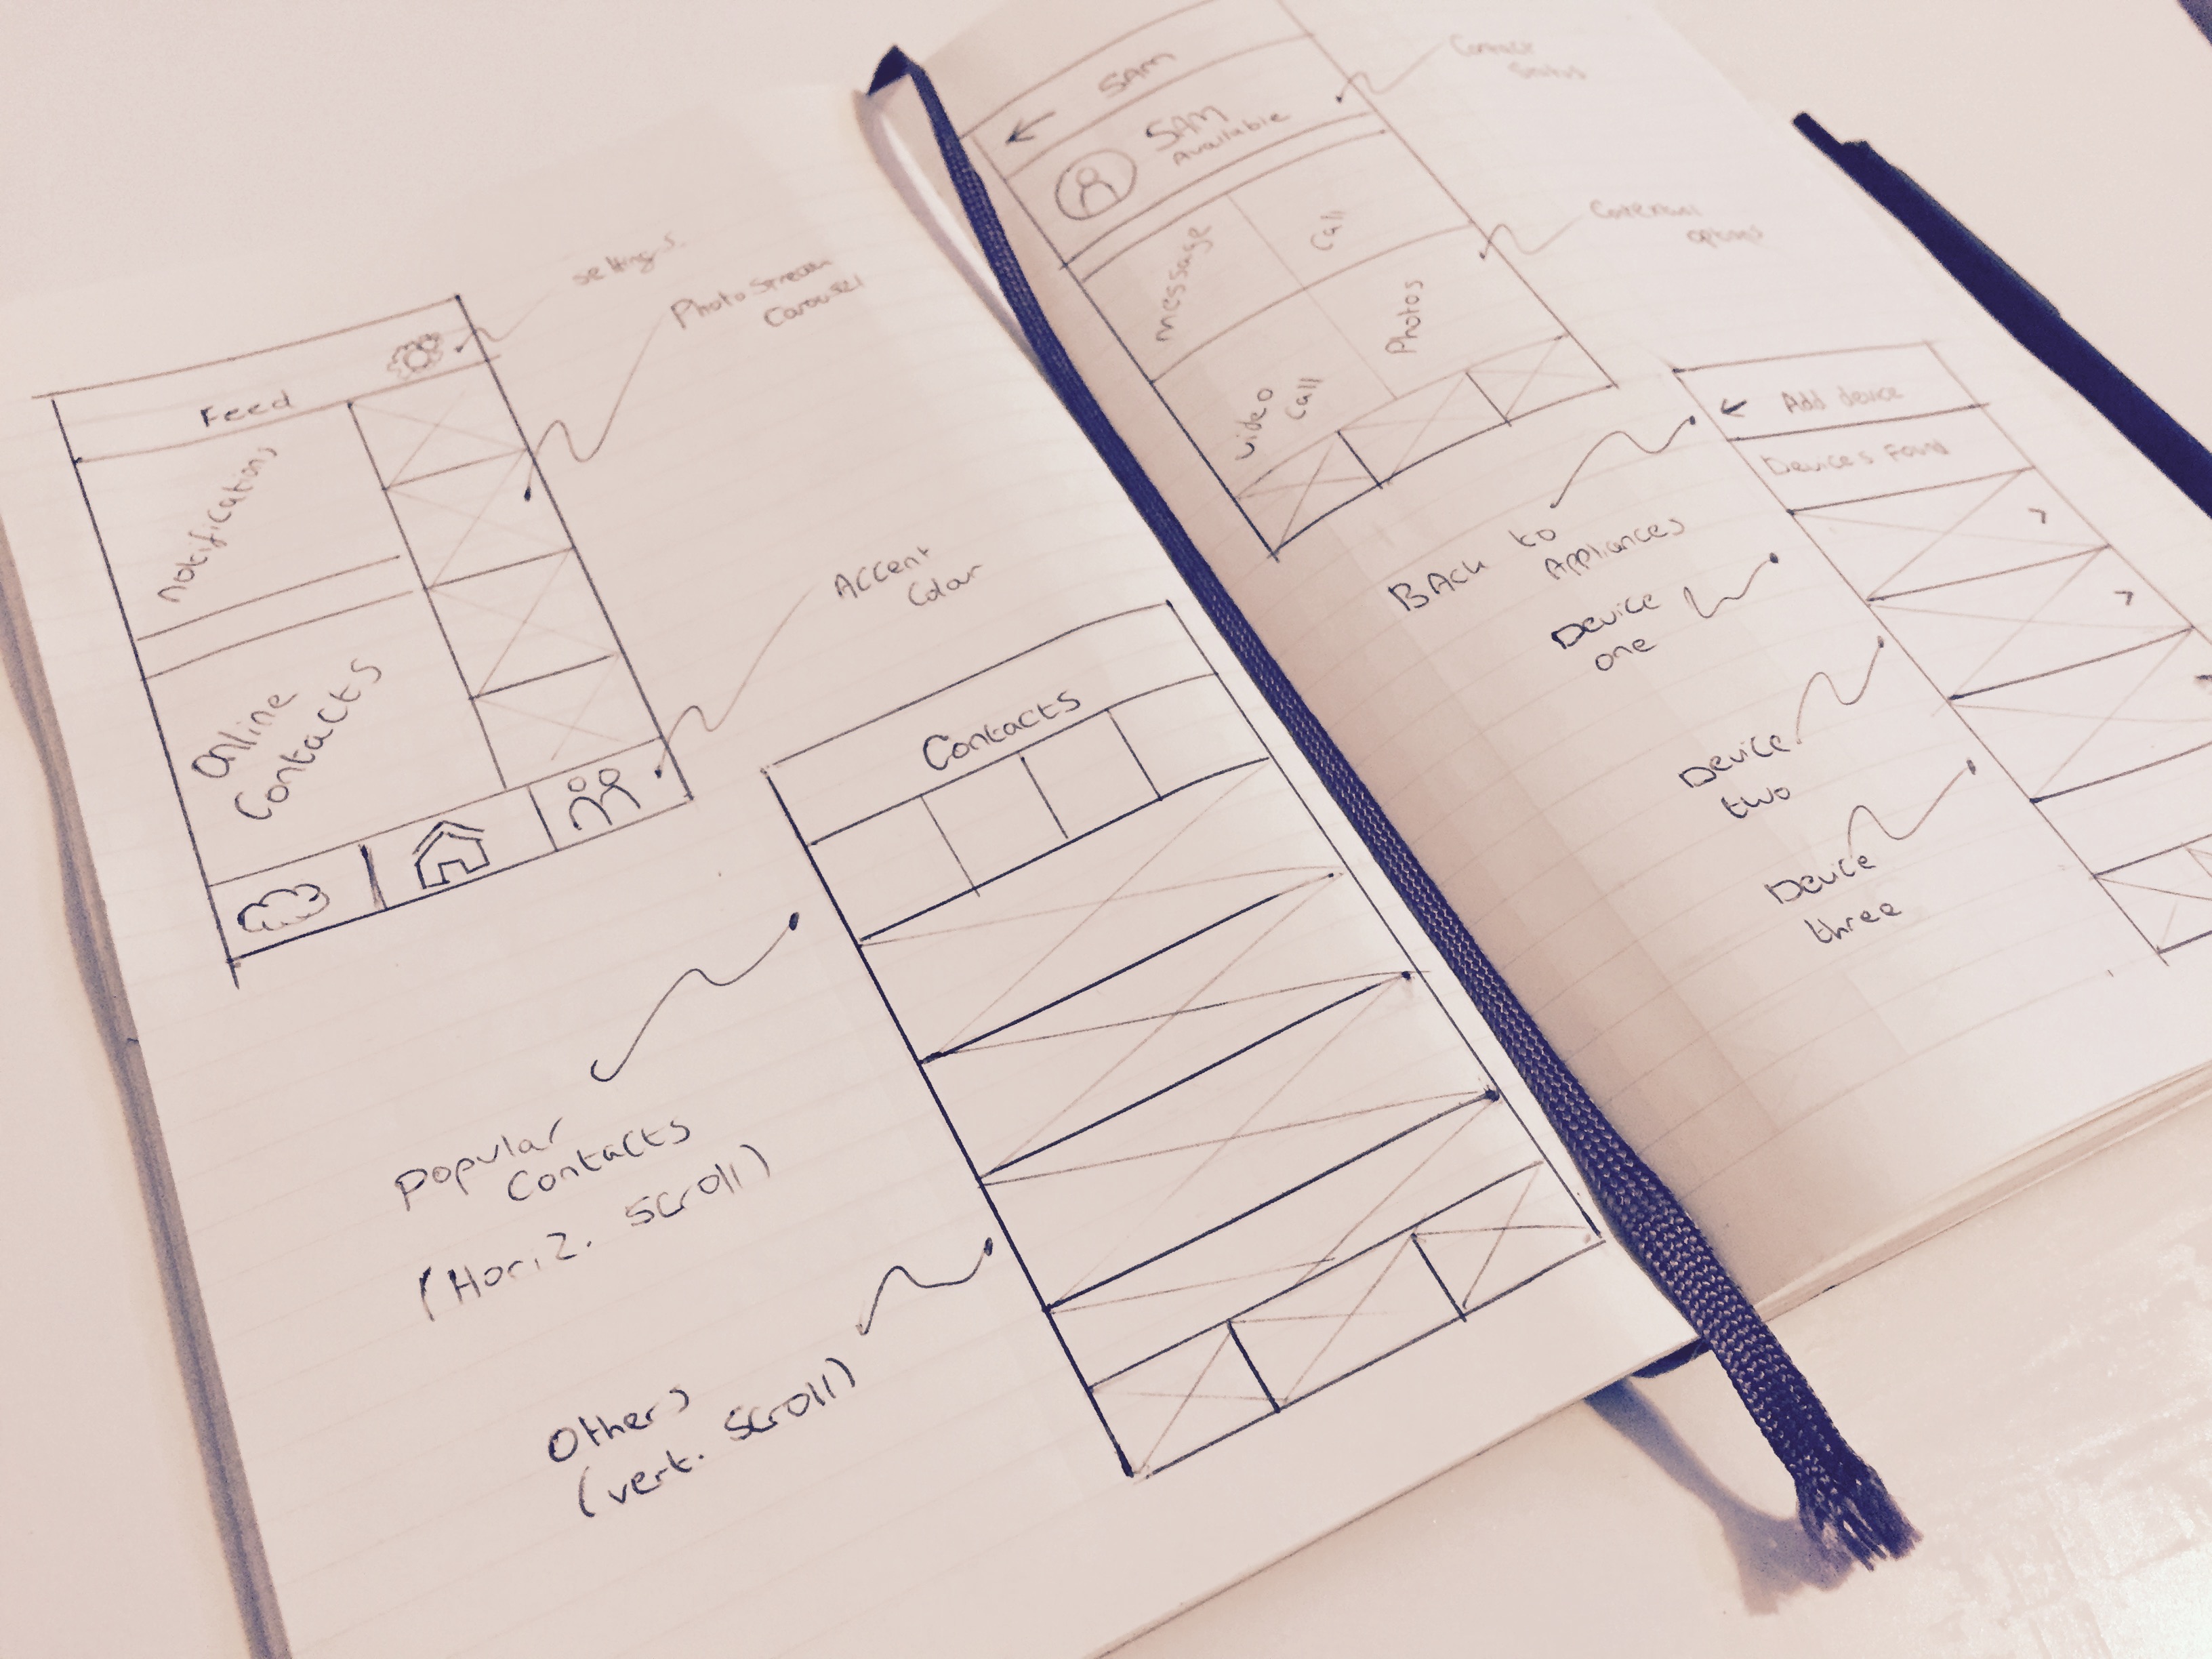 settings
Photo Stream
Carousel
Feed
notifications
Online
Contacts
Accent
Colour
Contacts
Popular
Contacts
(Horiz. scroll)
Others
(vert. scroll)
SAM
SAM
Available
Contact
Status
message
Call
Video
Call
Photos
Contextual
options
Add device
Devices Found
BAck to
Appliances
Device
one
Device
two
Device
three